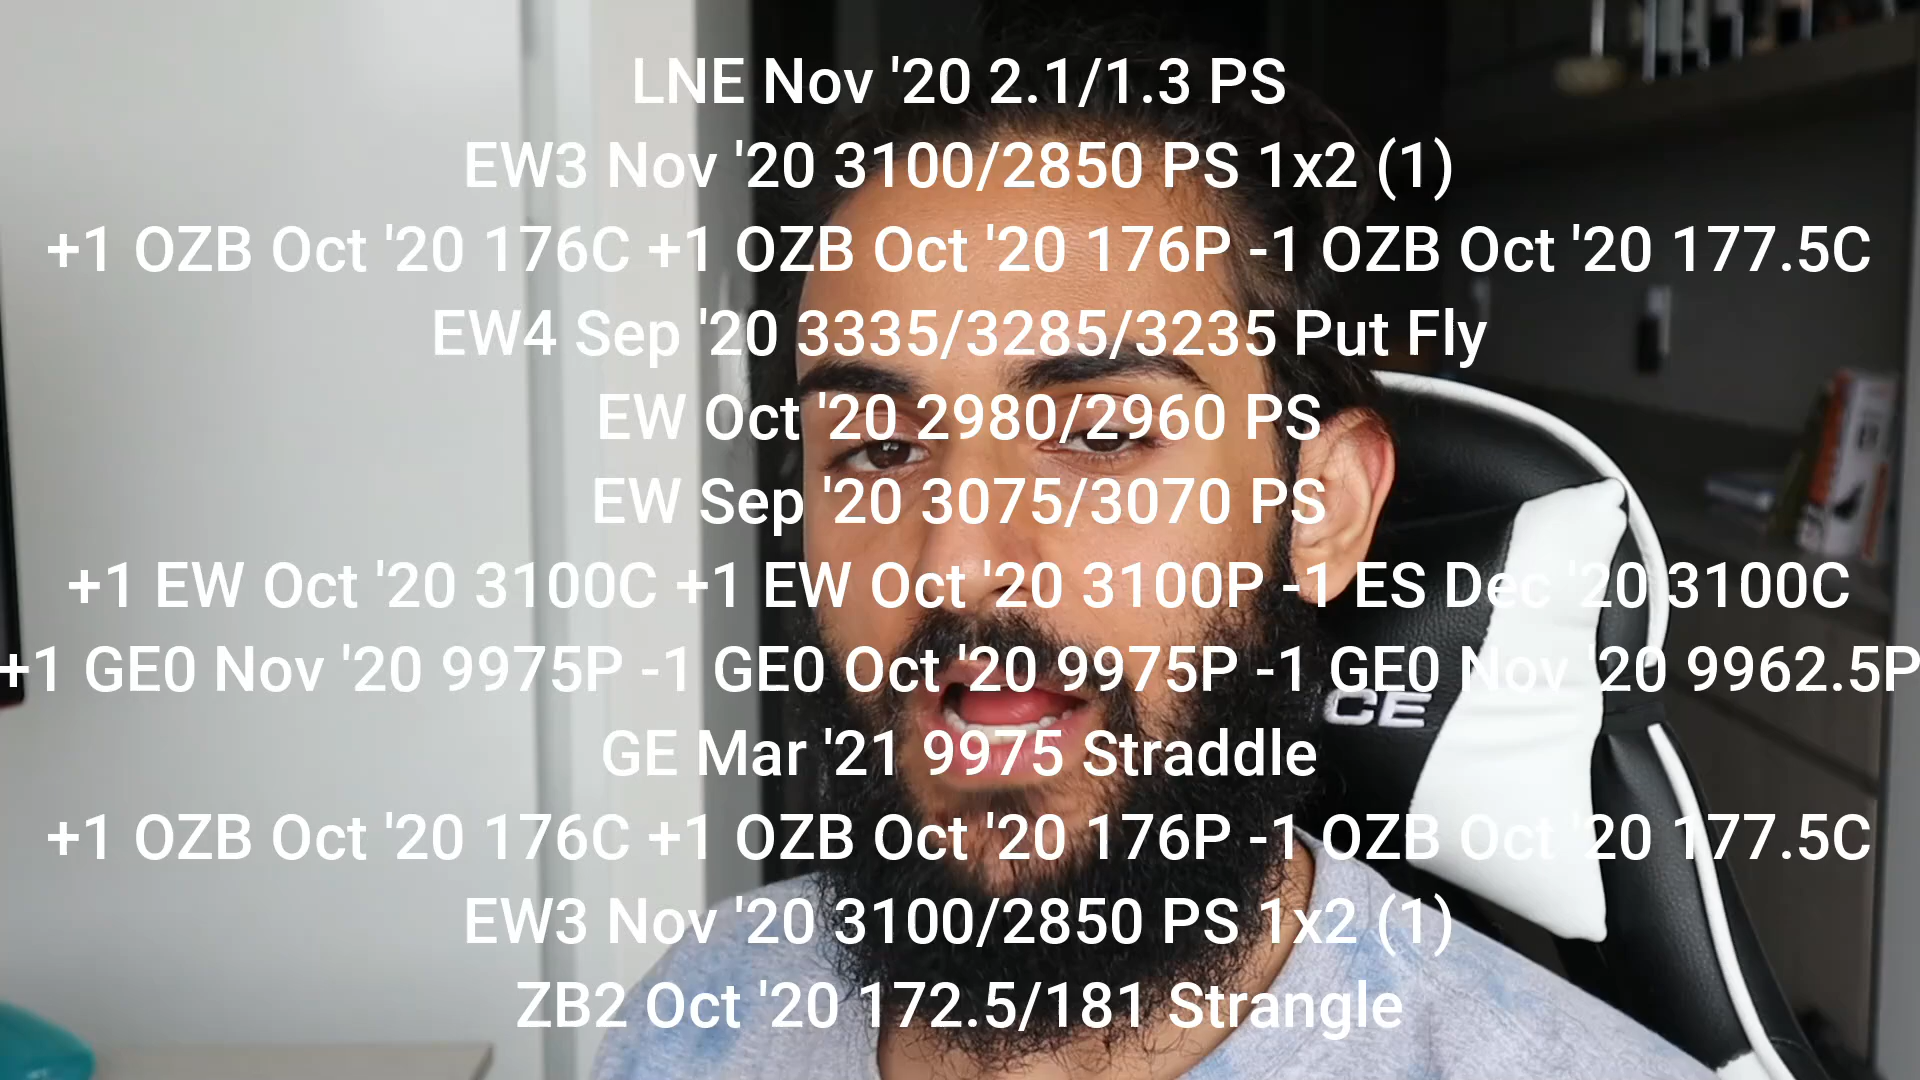 LNE Nov '20 2.1/1.3 PS
EW3 Nov '20 3100/2850 PS 1x2 (1)
+1 OZB Oct '20 176C +1 OZB Oct '20 176P -1 OZB Oct '20 177.5C
EW4 Sep '20 3335/3285/3235 Put Fly
EW Oct '20 2980/2960 PS
EW Sep '20 3075/3070 PS
+1 EW Oct '20 3100C +1 EW Oct '20 3100P -1 ES Dec '20 3100C
+1 GE0 Nov '20 9975P -1 GE0 Oct '20 9975P -1 GE0 Nov '20 9962.5P
CE
GE Mar '21 9975 Straddle
+1 OZB Oct '20 176C +1 OZB Oct '20 176P -1 OZB Oct '20 177.5C
EW3 Nov '20 3100/2850 PS 1x2 (1)
ZB2 Oct '20 172.5/181 Strangle